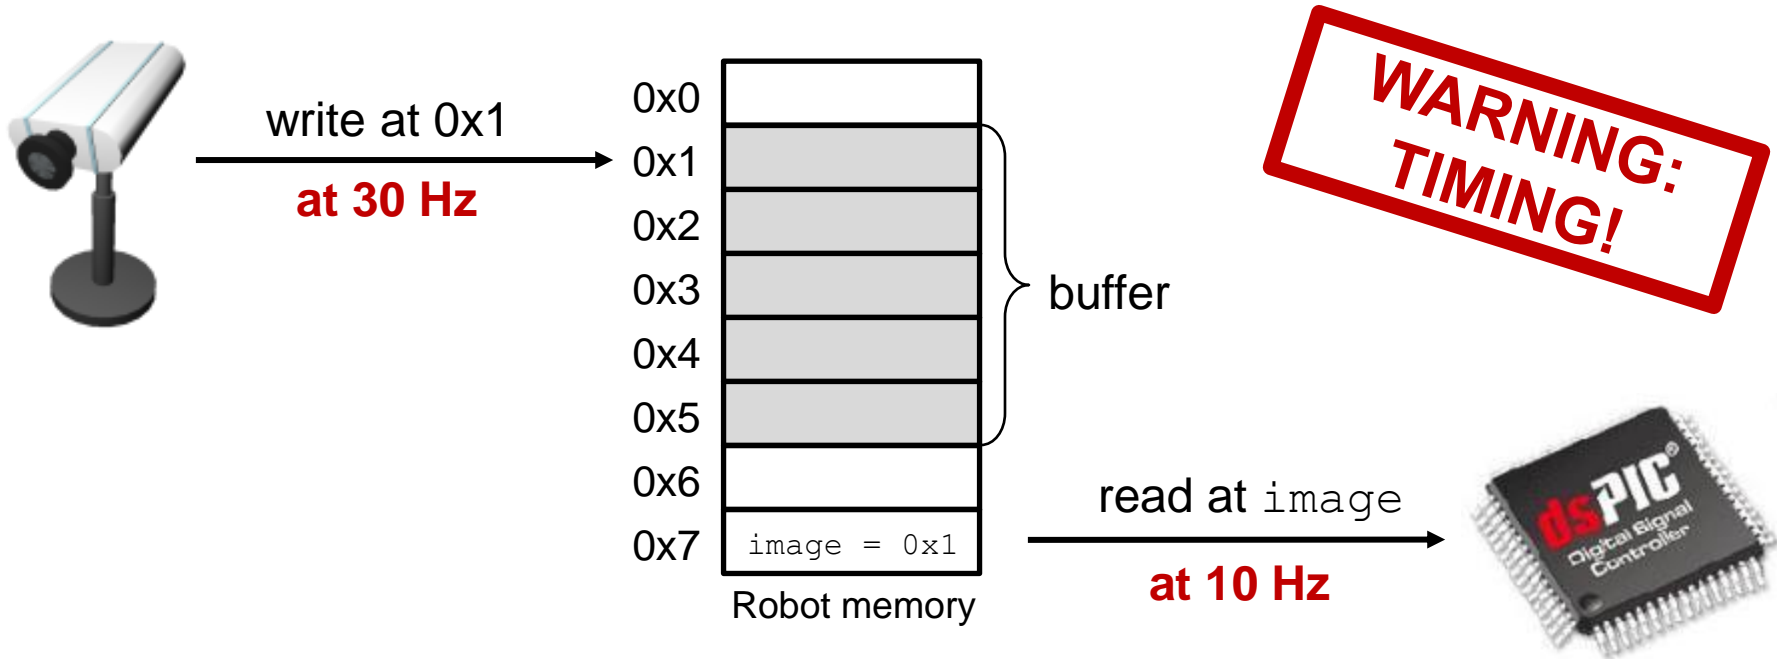 write at 0x1
at 30 Hz
0x0
0x1
0x2
0x3
0x4
0x5
0x6
0x7
image = 0x1
Robot memory
buffer
WARNING:
TIMING!
read at image
at 10 Hz
dsPIC®
Digital Signal
Controller